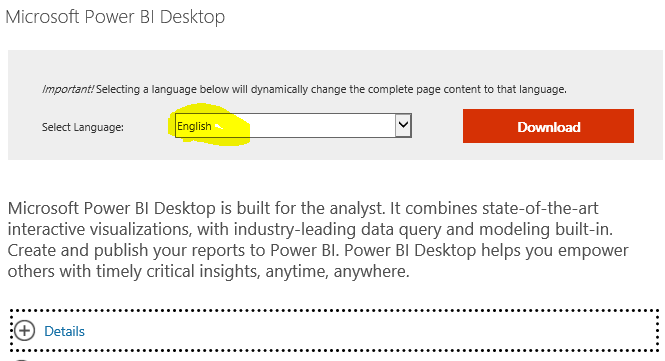 Microsoft Power BI Desktop
Important! Selecting a language below will dynamically change the complete page content to that language.
Select Language:
English
Download
Microsoft Power BI Desktop is built for the analyst. It combines state-of-the-art
interactive visualizations, with industry-leading data query and modeling built-in.
Create and publish your reports to Power BI. Power BI Desktop helps you empower
others with timely critical insights, anytime, anywhere.
Details